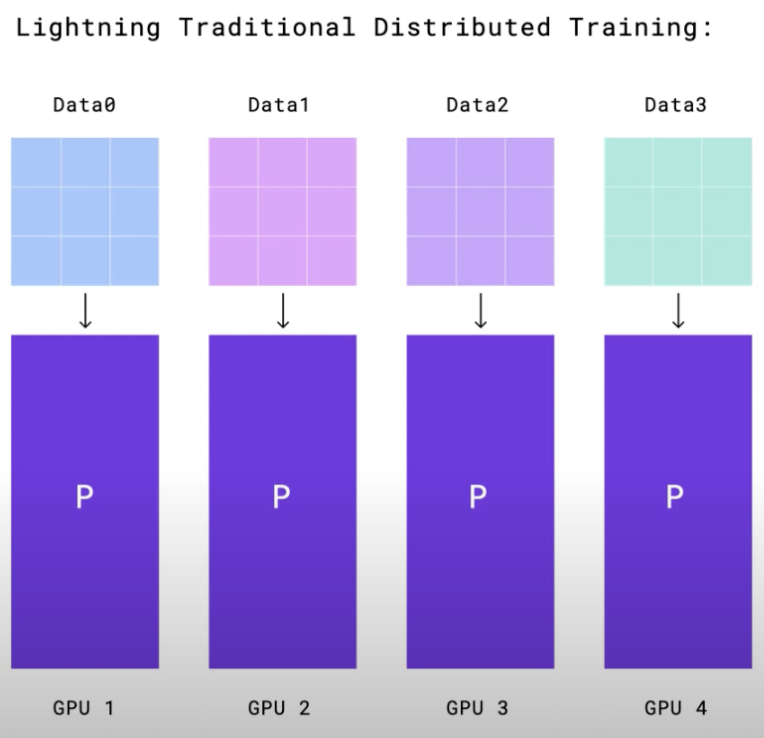 Lightning Traditional Distributed Training:
Data0 Data1 Data2 Data3
P P P P
GPU 1 GPU 2 GPU 3 GPU 4